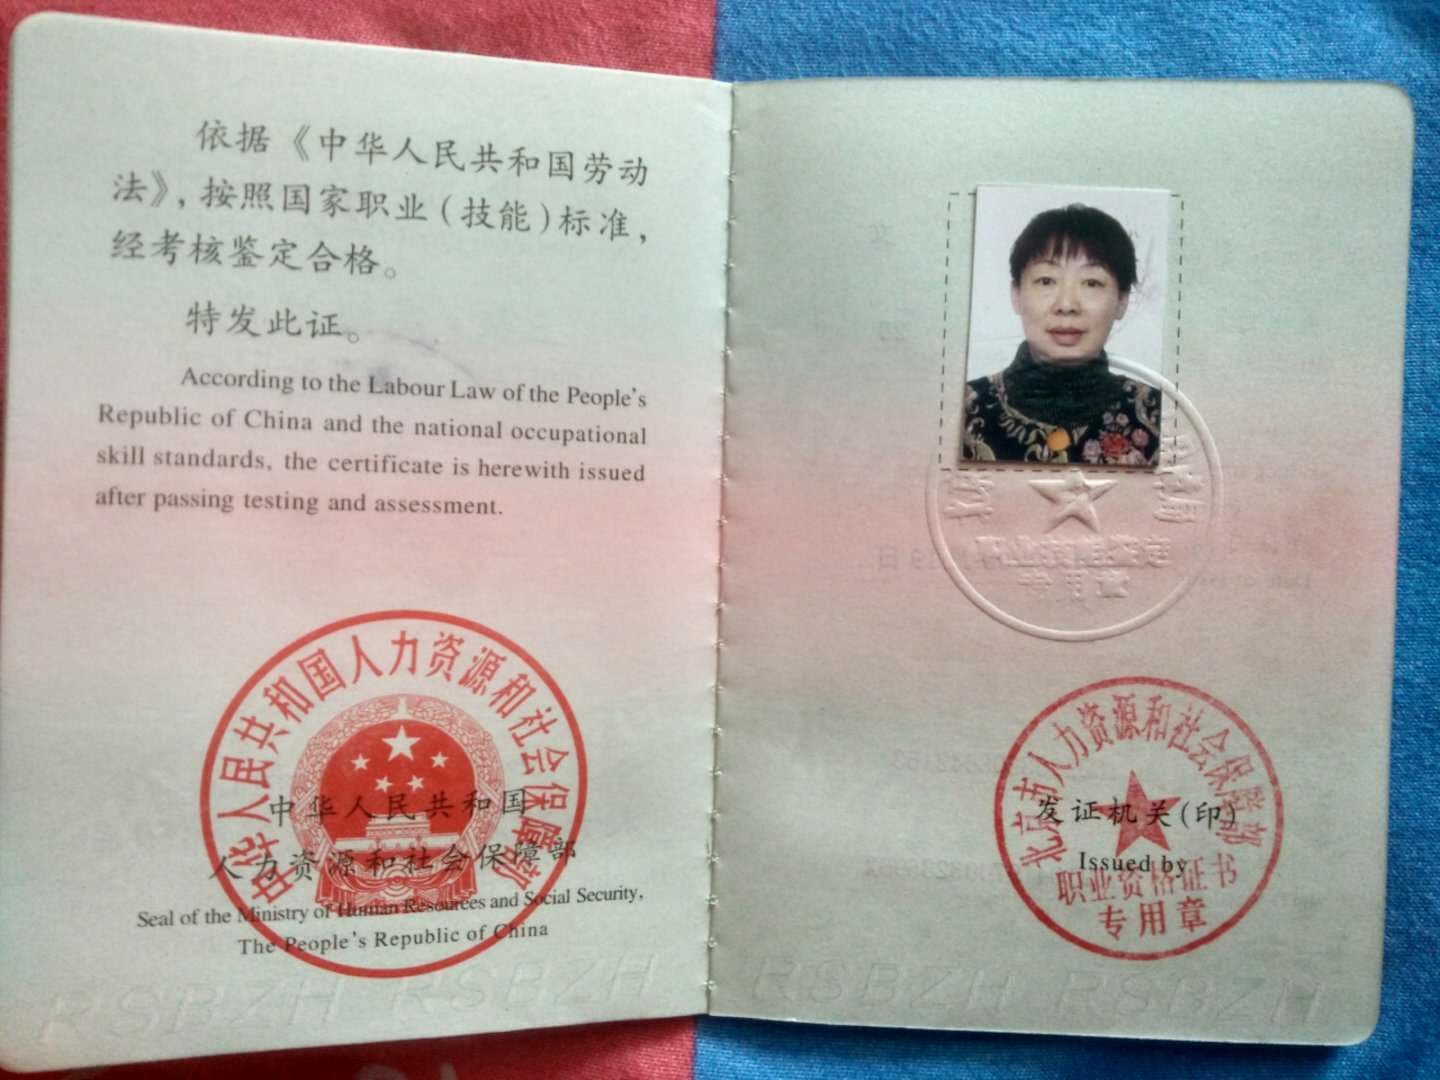 依据《中华人民共和国劳动
法》，按照国家职业（技能）标准，
经考核鉴定合格。
特发此证。
According to the Labour Law of the People's
Republic of China and the national occupational
skill standards, the certificate is herewith issued
after passing testing and assessment.
中华人民共和国人力资源和社会保障部
中华人民共和国
人力资源和社会保障部
Seal of the Ministry of Human Resources and Social Security,
The People's Republic of China
RSBZH RSBZH
职业技能鉴定
专用章
北京市人力资源和社会保障部
发证机关(印)
Issued by
职业资格证书
专用章
RSBZH RSBZH